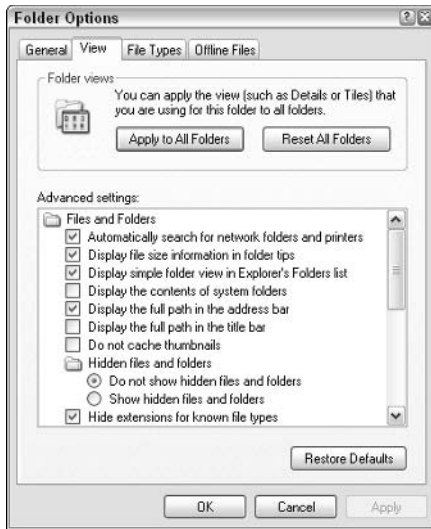 Folder Options
General View File Types Offline Files
Folder views
You can apply the view (such as Details or Tiles) that
you are using for this folder to all folders.
Apply to All Folders Reset All Folders
Advanced settings:
Files and Folders
Automatically search for network folders and printers
Display file size information in folder tips
Display simple folder view in Explorer's Folders list
Display the contents of system folders
Display the full path in the address bar
Display the full path in the title bar
Do not cache thumbnails
Hidden files and folders
Do not show hidden files and folders
Show hidden files and folders
Hide extensions for known file types
Restore Defaults
OK Cancel Apply